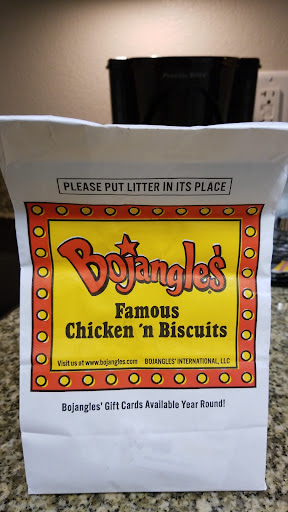 PLEASE PUT LITTER IN ITS PLACE
Bojangles'
Famous
Chicken 'n Biscuits
Visit us at www.bojangles.com BOJANGLES' INTERNATIONAL, LLC
Bojangles' Gift Cards Available Year Round!